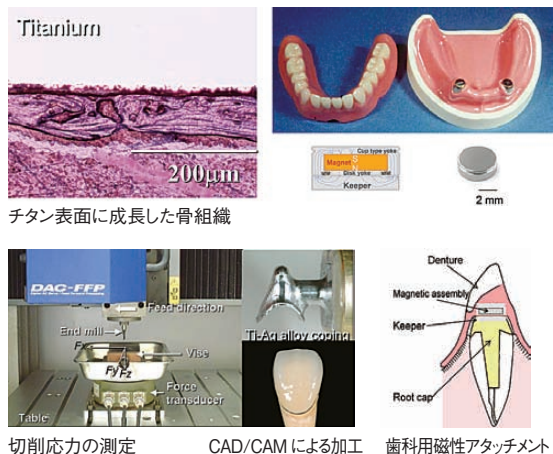 Titanium
200μm
チタン表面に成長した骨組織
Cup type yoke
Magnet
Disk yoke
Keeper
2 mm
DAC-FFP
Feed direction
End mill
Fx
Fy
Fz
Vise
Force
transducer
Table
切削応力の測定
Ti-Ag alloy coping
CAD/CAM による加工
Denture
Magnetic assembly
Keeper
Root cap
歯科用磁性アタッチメント